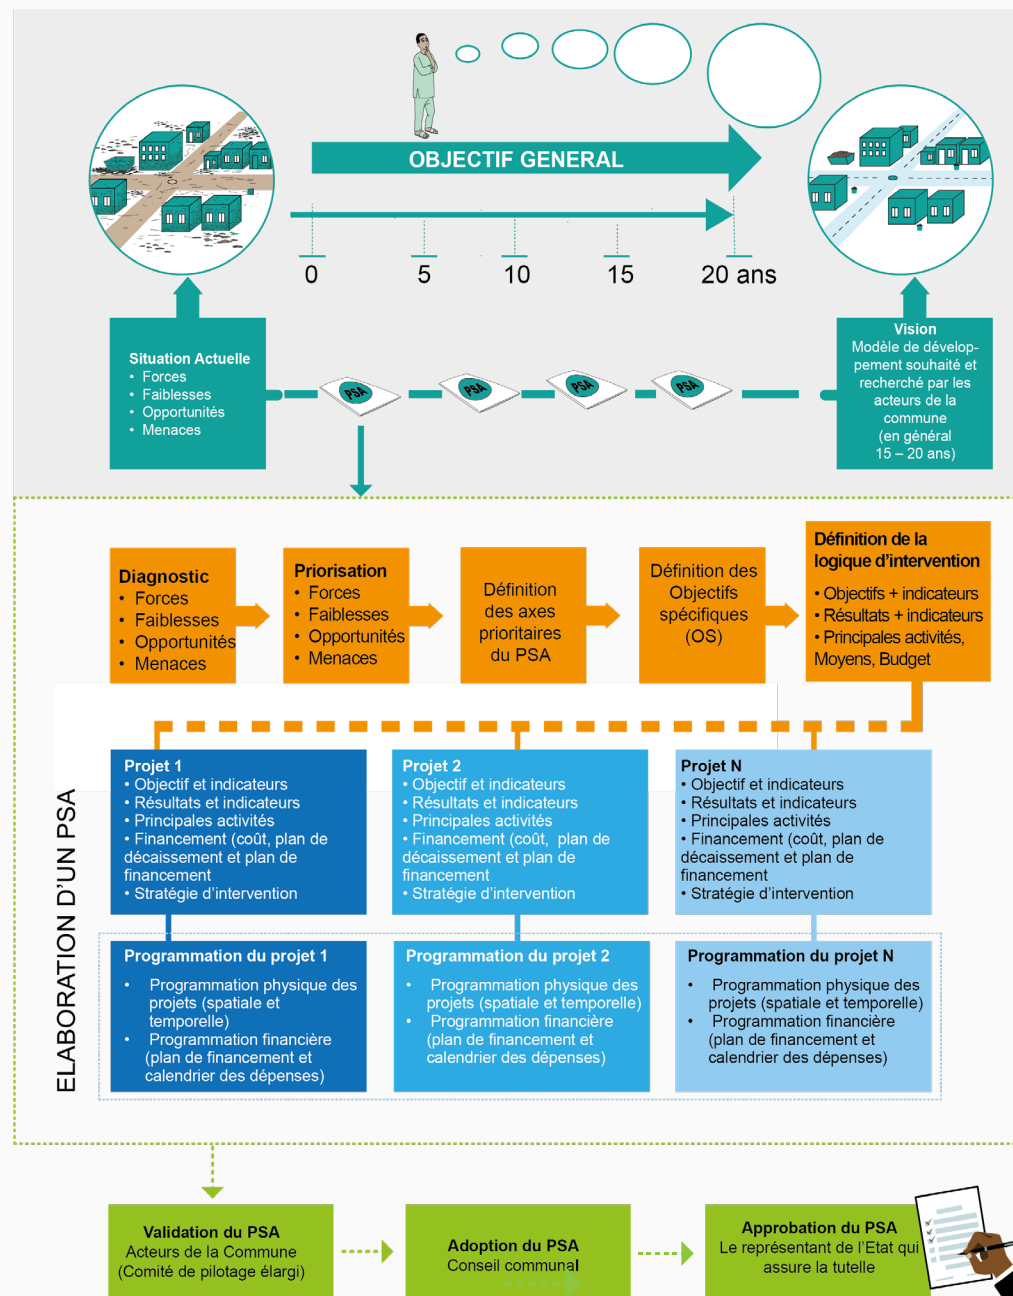 OBJECTIF GENERAL
0
5
10
15
20 ans
Situation Actuelle
• Forces
• Faiblesses
• Opportunités
• Menaces
PSA
PSA
PSA
PSA
Vision
Modèle de dévelop-
pement souhaité et
recherché par les
acteurs de la
commune
(en général
15 – 20 ans)
Diagnostic
• Forces
• Faiblesses
• Opportunités
• Menaces
Priorisation
• Forces
• Faiblesses
• Opportunités
• Menaces
Définition
des axes
prioritaires
du PSA
Définition des
Objectifs
spécifiques
(OS)
Définition de la
logique d’intervention
• Objectifs + indicateurs
• Résultats + indicateurs
• Principales activités,
Moyens, Budget
ELABORATION D’UN PSA
Projet 1
• Objectif et indicateurs
• Résultats et indicateurs
• Principales activités
• Financement (coût, plan de
décaissement et plan de
financement
• Stratégie d’intervention
Projet 2
• Objectif et indicateurs
• Résultats et indicateurs
• Principales activités
• Financement (coût, plan de
décaissement et plan de
financement
• Stratégie d’intervention
Projet N
• Objectif et indicateurs
• Résultats et indicateurs
• Principales activités
• Financement (coût, plan de
décaissement et plan de
financement
• Stratégie d’intervention
Programmation du projet 1
• Programmation physique des
projets (spatiale et
temporelle)
• Programmation financière
(plan de financement et
calendrier des dépenses)
Programmation du projet 2
• Programmation physique des
projets (spatiale et temporelle)
• Programmation financière
(plan de financement et
calendrier des dépenses)
Programmation du projet N
• Programmation physique des
projets (spatiale et temporelle)
• Programmation financière
(plan de financement et
calendrier des dépenses)
Validation du PSA
Acteurs de la Commune
(Comité de pilotage élargi)
Adoption du PSA
Conseil communal
Approbation du PSA
Le représentant de l’Etat qui
assure la tutelle